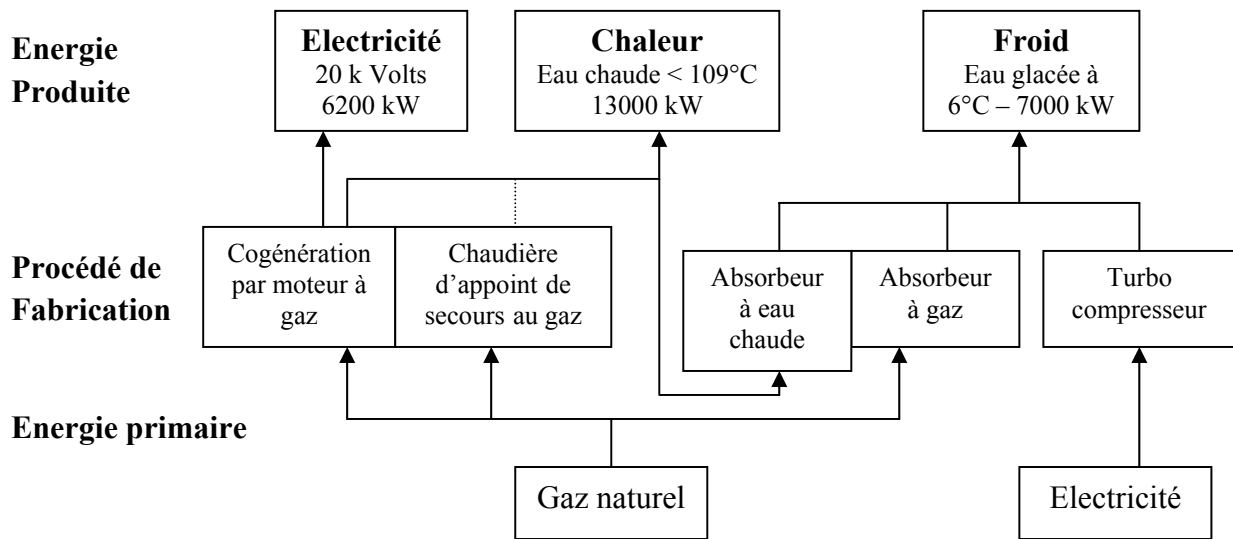 Energie
Produite
Electricité
20 k Volts
6200 kW
Chaleur
Eau chaude < 109°C
13000 kW
Froid
Eau glacée à
6°C – 7000 kW
Procédé de
Fabrication
Cogénération
par moteur à
gaz
Chaudière
d’appoint de
secours au gaz
Absorbeur
à eau
chaude
Absorbeur
à gaz
Turbo
compresseur
Energie primaire
Gaz naturel
Electricité